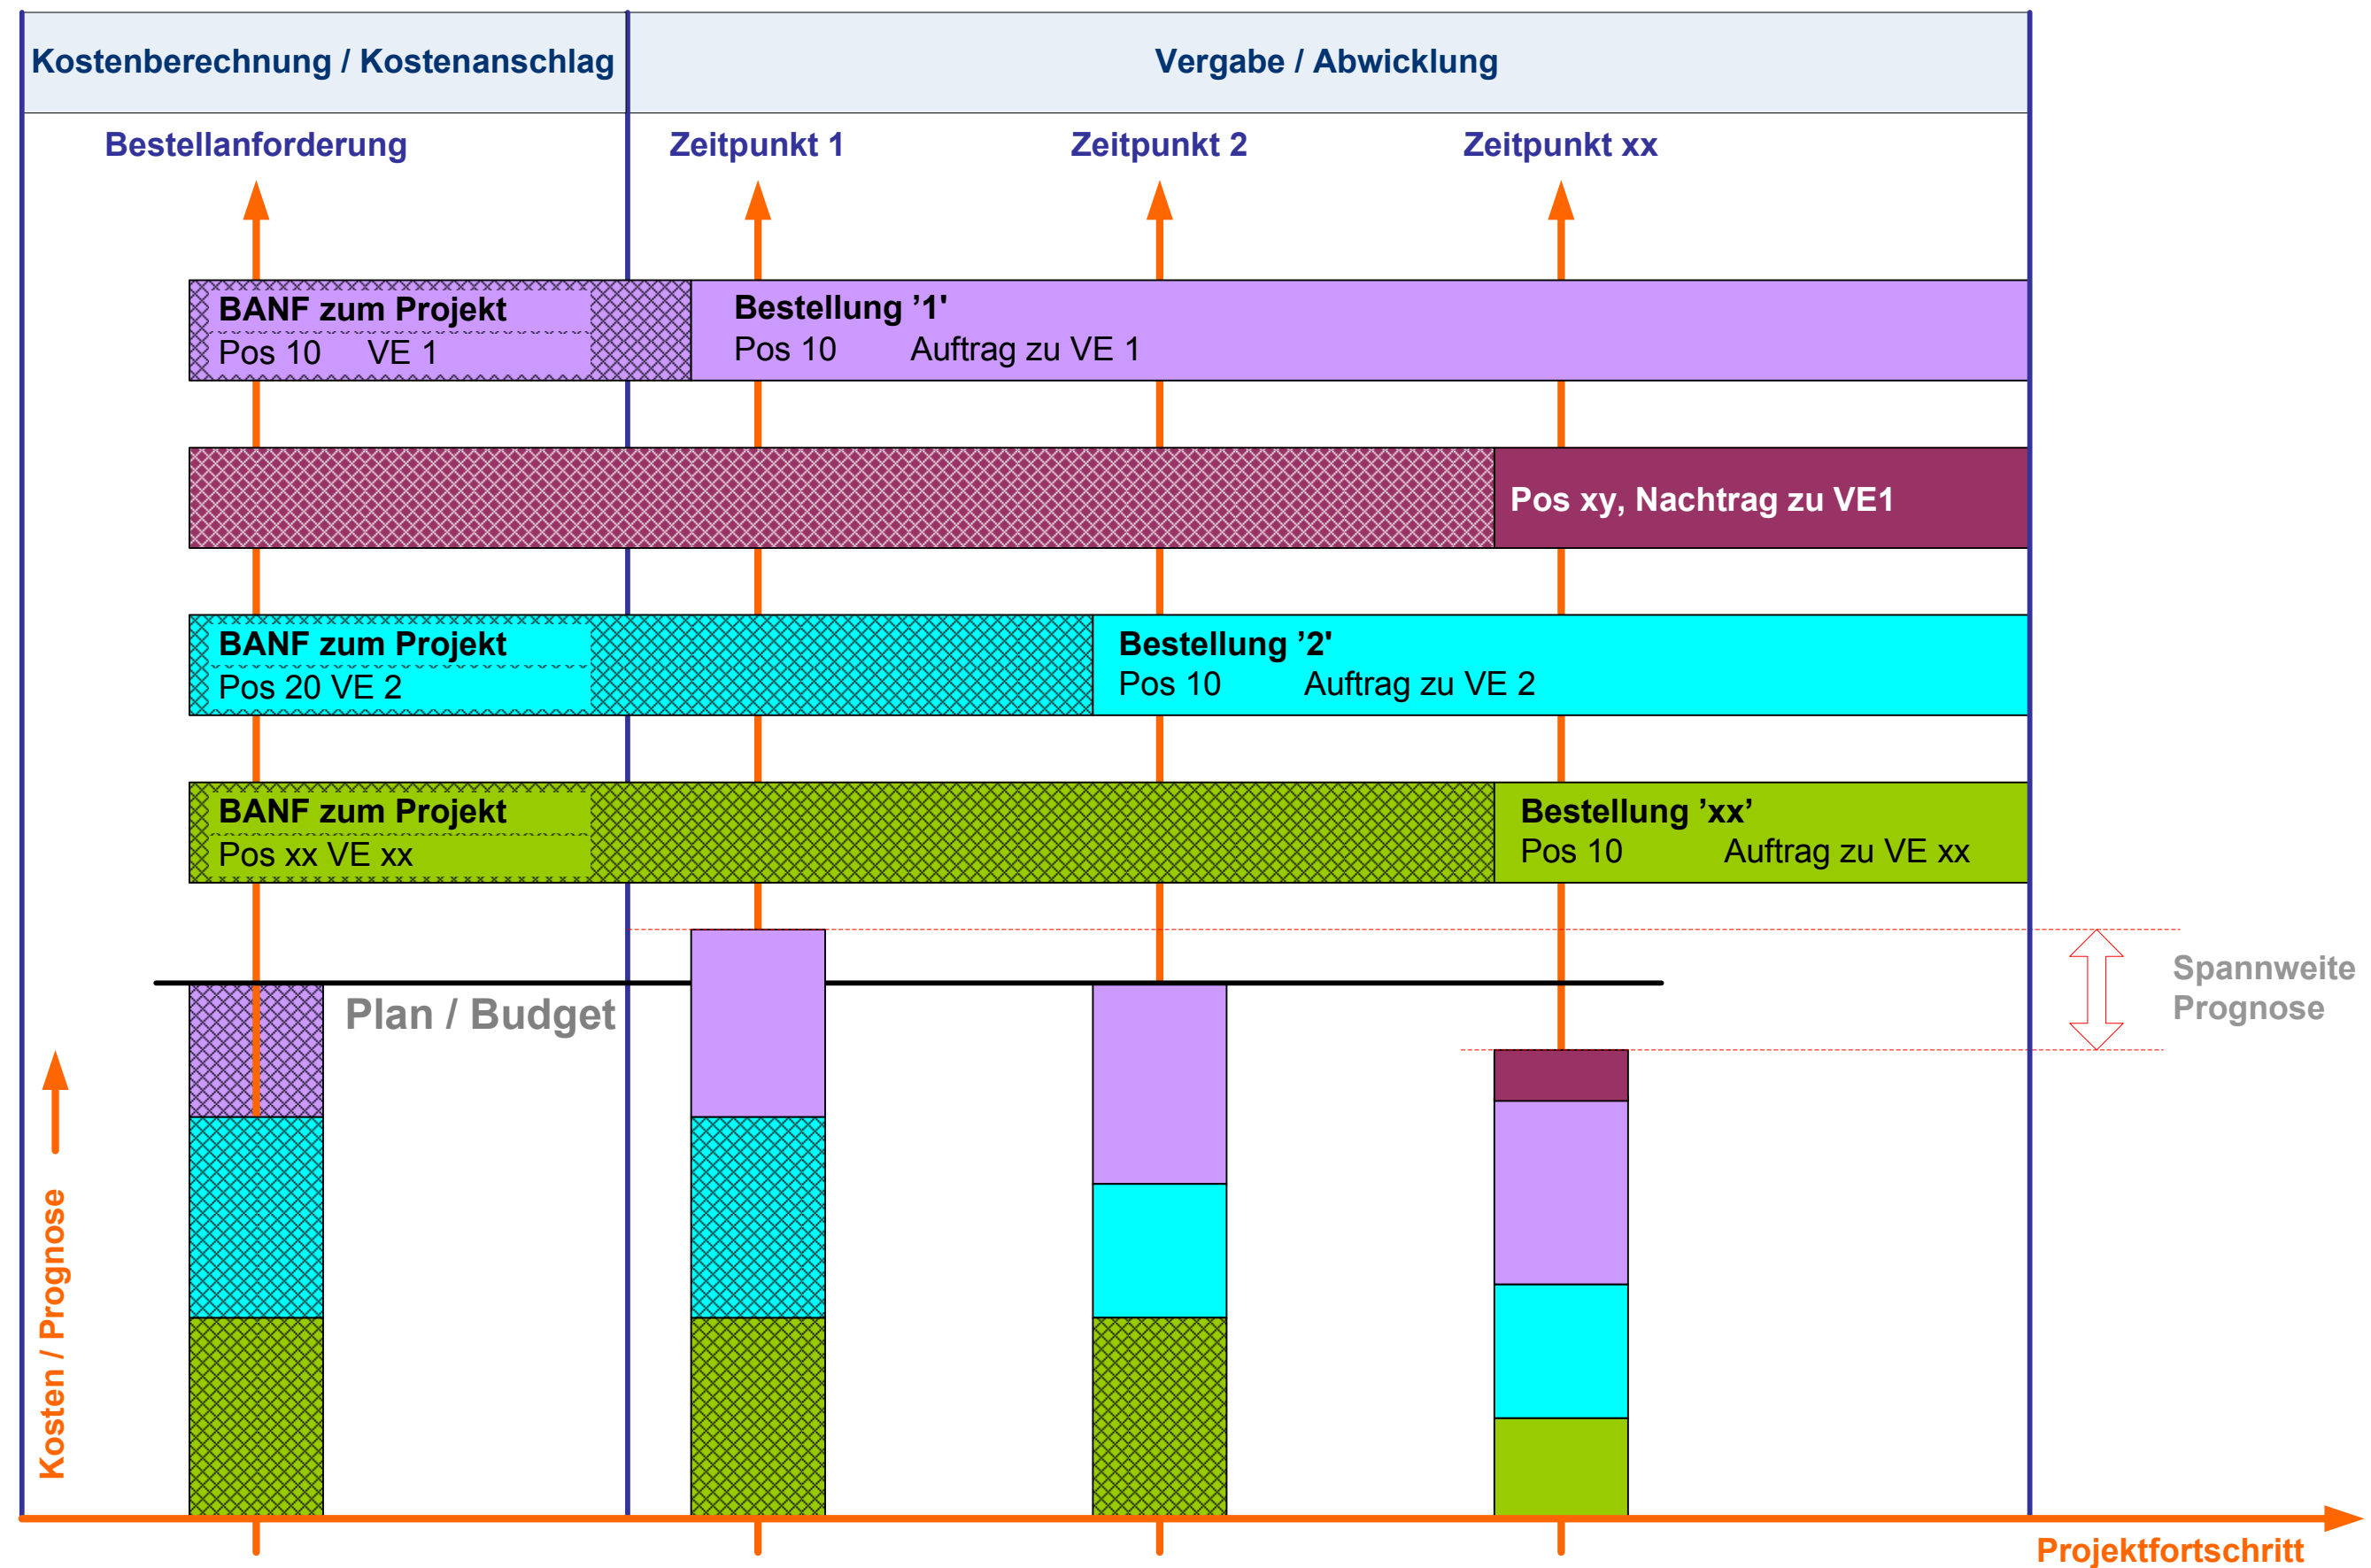 Kostenberechnung / Kostenanschlag
Vergabe / Abwicklung
Bestellanforderung
Zeitpunkt 1
Zeitpunkt 2
Zeitpunkt xx
BANF zum Projekt
Pos 10 VE 1
Bestellung ’1'
Pos 10 Auftrag zu VE 1
Pos xy, Nachtrag zu VE1
BANF zum Projekt
Pos 20 VE 2
Bestellung ’2'
Pos 10 Auftrag zu VE 2
BANF zum Projekt
Pos xx VE xx
Bestellung ’xx’
Pos 10 Auftrag zu VE xx
Plan / Budget
Spannweite
Prognose
Kosten / Prognose
Projektfortschritt